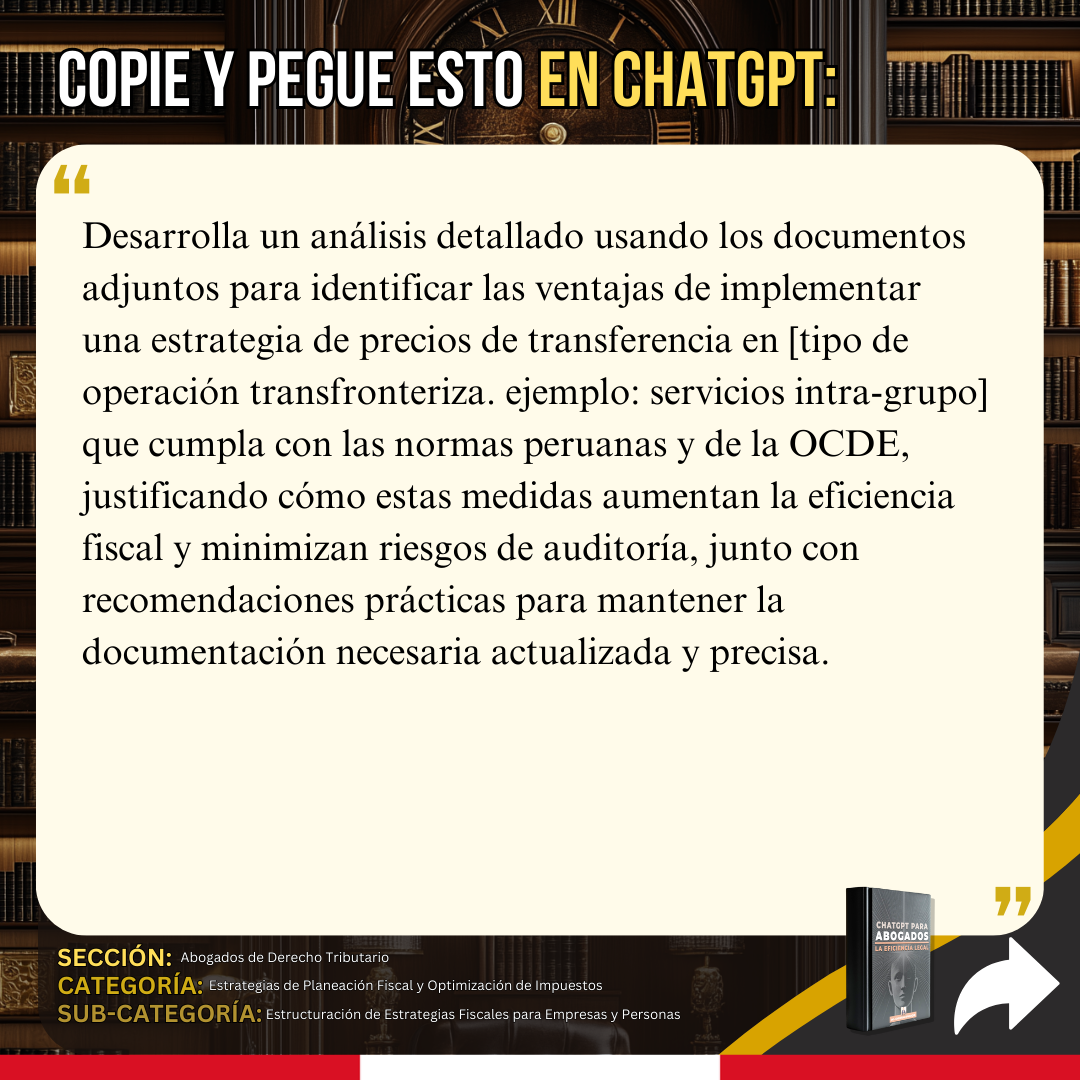 COPIE Y PEGUE ESTO EN CHATGPT:
“
Desarrolla un análisis detallado usando los documentos
adjuntos para identificar las ventajas de implementar
una estrategia de precios de transferencia en [tipo de
operación transfronteriza. ejemplo: servicios intra-grupo]
que cumpla con las normas peruanas y de la OCDE,
justificando cómo estas medidas aumentan la eficiencia
fiscal y minimizan riesgos de auditoría, junto con
recomendaciones prácticas para mantener la
documentación necesaria actualizada y precisa.
”
CHATGPT PARA
ABOGADOS
LA EFICIENCIA LEGAL
SECCIÓN: Abogados de Derecho Tributario
CATEGORÍA: Estrategias de Planeación Fiscal y Optimización de Impuestos
SUB-CATEGORÍA: Estructuración de Estrategias Fiscales para Empresas y Personas